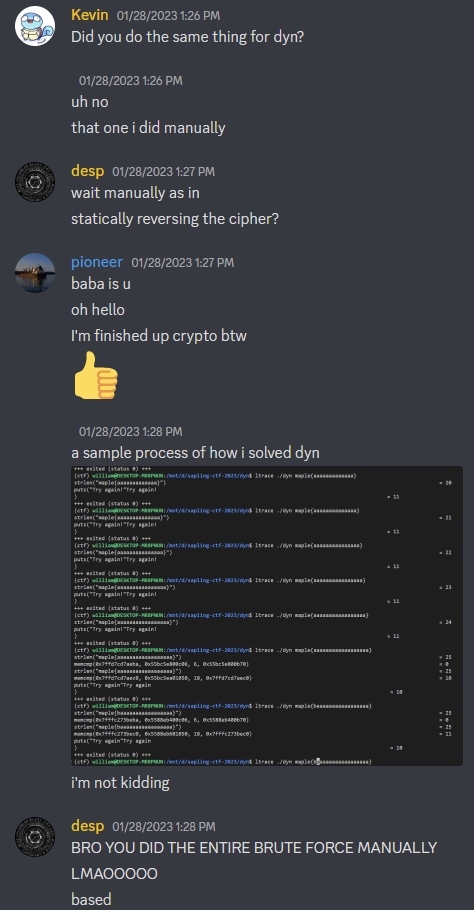 Kevin 01/28/2023 1:26 PM
Did you do the same thing for dyn?
01/28/2023 1:26 PM
uh no
that one i did manually
desp 01/28/2023 1:27 PM
wait manually as in
statically reversing the cipher?
pioneer 01/28/2023 1:27 PM
baba is u
oh hello
I'm finished up crypto btw
01/28/2023 1:28 PM
a sample process of how i solved dyn
+++ exited (status 0) +++
(ctf) william@DESKTOP-MR8PNUN:/mnt/d/sapling-ctf-2023/dyn$ ltrace ./dyn maple{aaaaaaaaaaaaa}
strlen("maple{aaaaaaaaaaaaa}") = 20
puts("Try again!"Try again!
) = 11
+++ exited (status 0) +++
(ctf) william@DESKTOP-MR8PNUN:/mnt/d/sapling-ctf-2023/dyn$ ltrace ./dyn maple{aaaaaaaaaaaaaa}
strlen("maple{aaaaaaaaaaaaaa}") = 21
puts("Try again!"Try again!
) = 11
+++ exited (status 0) +++
(ctf) william@DESKTOP-MR8PNUN:/mnt/d/sapling-ctf-2023/dyn$ ltrace ./dyn maple{aaaaaaaaaaaaaaa}
strlen("maple{aaaaaaaaaaaaaaa}") = 22
puts("Try again!"Try again!
) = 11
+++ exited (status 0) +++
(ctf) william@DESKTOP-MR8PNUN:/mnt/d/sapling-ctf-2023/dyn$ ltrace ./dyn maple{aaaaaaaaaaaaaaaa}
strlen("maple{aaaaaaaaaaaaaaaa}") = 23
puts("Try again!"Try again!
) = 11
+++ exited (status 0) +++
(ctf) william@DESKTOP-MR8PNUN:/mnt/d/sapling-ctf-2023/dyn$ ltrace ./dyn maple{aaaaaaaaaaaaaaaaa}
strlen("maple{aaaaaaaaaaaaaaaaa}") = 24
puts("Try again!"Try again!
) = 11
+++ exited (status 0) +++
(ctf) william@DESKTOP-MR8PNUN:/mnt/d/sapling-ctf-2023/dyn$ ltrace ./dyn maple{aaaaaaaaaaaaaaaaaa}
strlen("maple{aaaaaaaaaaaaaaaaaa}") = 25
memcmp(0x7ffd7cd7aeba, 0x55bc5e800c06, 6, 0x55bc5e800b70) = 0
memcmp(0x7ffd7cd7aec0, 0x55bc5ea01050, 18, 0x7ffd7cd7aec0) = 10
puts("Try again"Try again
) = 10
+++ exited (status 0) +++
(ctf) william@DESKTOP-MR8PNUN:/mnt/d/sapling-ctf-2023/dyn$ ltrace ./dyn maple{baaaaaaaaaaaaaaaaa}
strlen("maple{baaaaaaaaaaaaaaaaa}") = 25
memcmp(0x7fffc273beba, 0x5588eb400c06, 6, 0x5588eb400b70) = 0
memcmp(0x7fffc273bec0, 0x5588eb601050, 18, 0x7fffc273bec0) = 11
puts("Try again"Try again
) = 10
+++ exited (status 0) +++
(ctf) william@DESKTOP-MR8PNUN:/mnt/d/sapling-ctf-2023/dyn$ ltrace ./dyn maple{baaaaaaaaaaaaaaaaa}
i'm not kidding
desp 01/28/2023 1:28 PM
BRO YOU DID THE ENTIRE BRUTE FORCE MANUALLY
LMAOOOOO
based